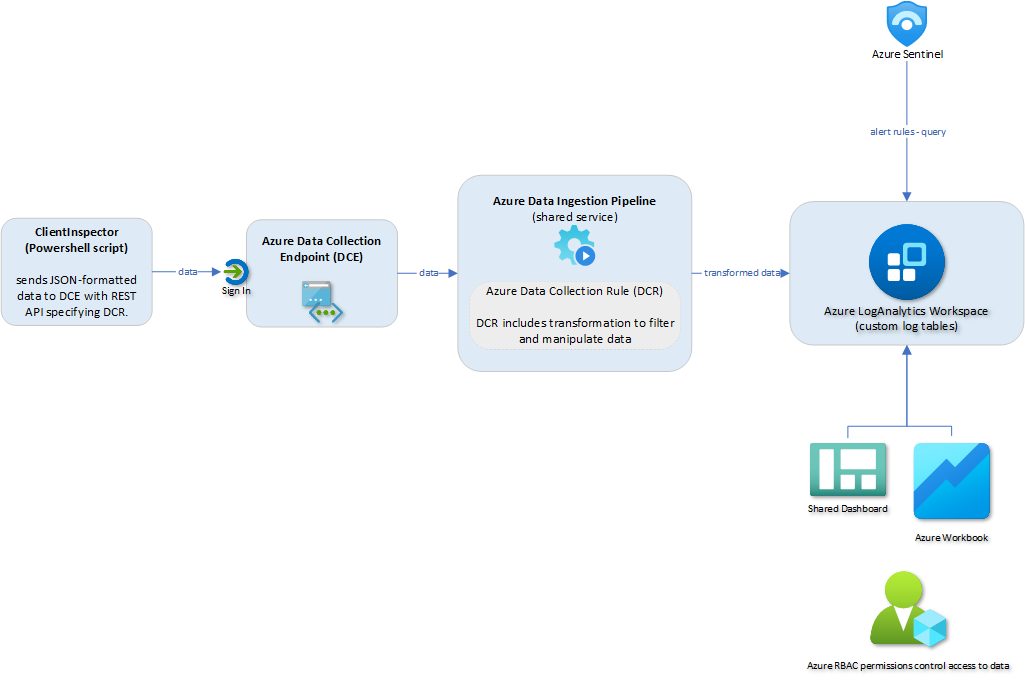 Azure Sentinel
alert rules - query
ClientInspector
(Powershell script)
sends JSON-formatted
data to DCE with REST
API specifying DCR.
data
Sign In
Azure Data Collection
Endpoint (DCE)
data
Azure Data Ingestion Pipeline
(shared service)
Azure Data Collection Rule (DCR)
DCR includes transformation to filter
and manipulate data
transformed data
Azure LogAnalytics Workspace
(custom log tables)
Shared Dashboard
Azure Workbook
Azure RBAC permissions control access to data